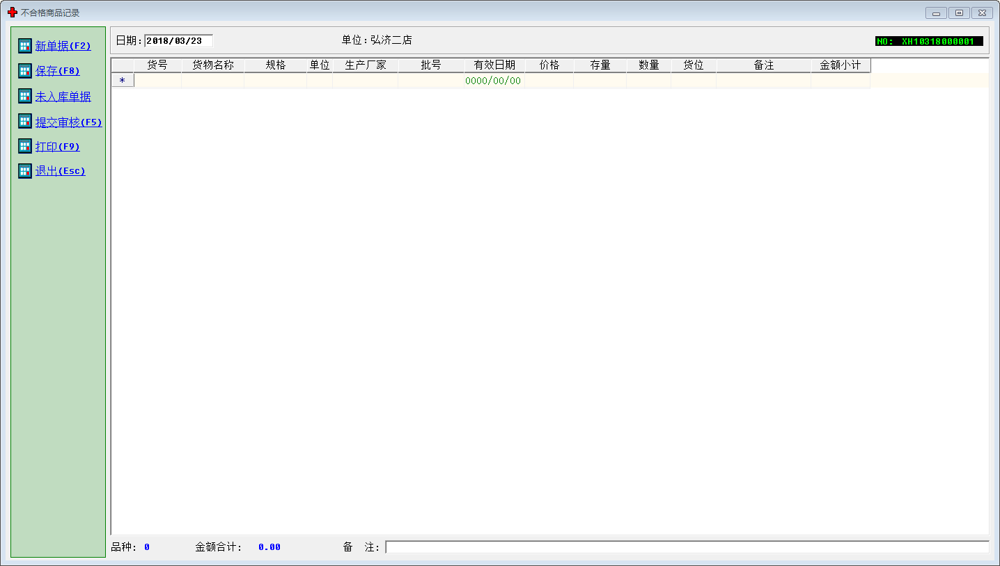 不合格商品记录
新单据(F2)
保存(F8)
未入库单据
提交审核(F5)
打印(F9)
退出(Esc)
日期: 2018/03/23 单位: 弘济二店 NO: XH10318000001
货号 货物名称 规格 单位 生产厂家 批号 有效日期 价格 存量 数量 货位 备注 金额小计
* 0000/00/00
品种: 0 金额合计: 0.00 备 注: